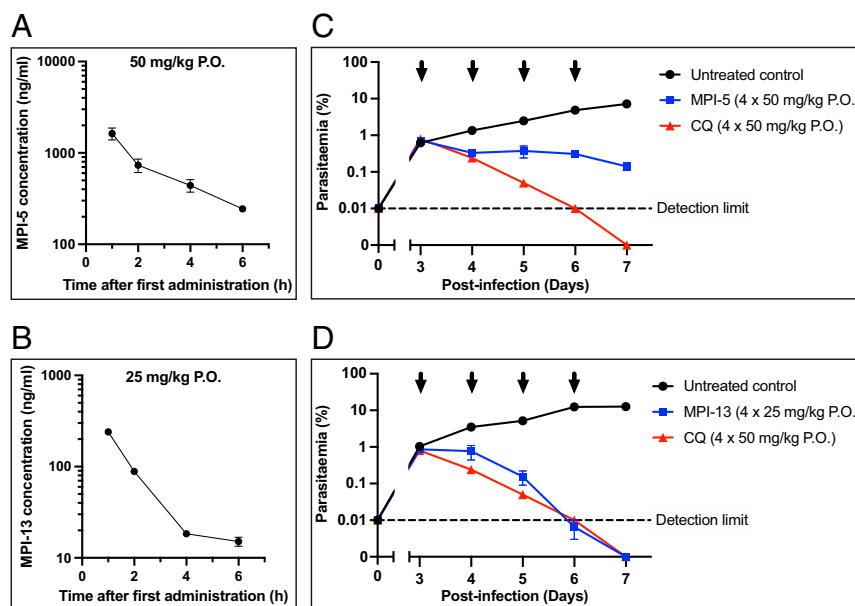 A
50 mg/kg P.O.
MPI-5 concentration (ng/ml)
10000
1000
100
0 2 4 6
Time after first administration (h)
C
Parasitaemia (%)
100
10
1
0.1
0.01
0
0 3 4 5 6 7
Post-infection (Days)
Untreated control
MPI-5 (4 x 50 mg/kg P.O.)
CQ (4 x 50 mg/kg P.O.)
Detection limit
B
25 mg/kg P.O.
MPI-13 concentration (ng/ml)
1000
100
10
0 2 4 6
Time after first administration (h)
D
Parasitaemia (%)
100
10
1
0.1
0.01
0
0 3 4 5 6 7
Post-infection (Days)
Untreated control
MPI-13 (4 x 25 mg/kg P.O.
CQ (4 x 50 mg/kg P.O.)
Detection limit